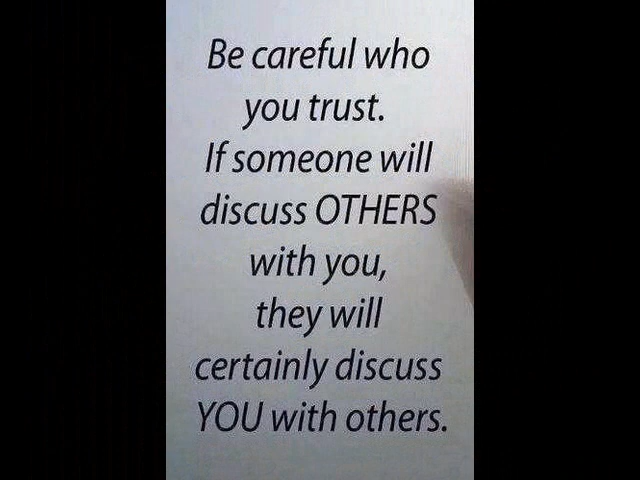 Be careful who
you trust.
If someone will
discuss OTHERS
with you,
they will
certainly discuss
YOU with others.